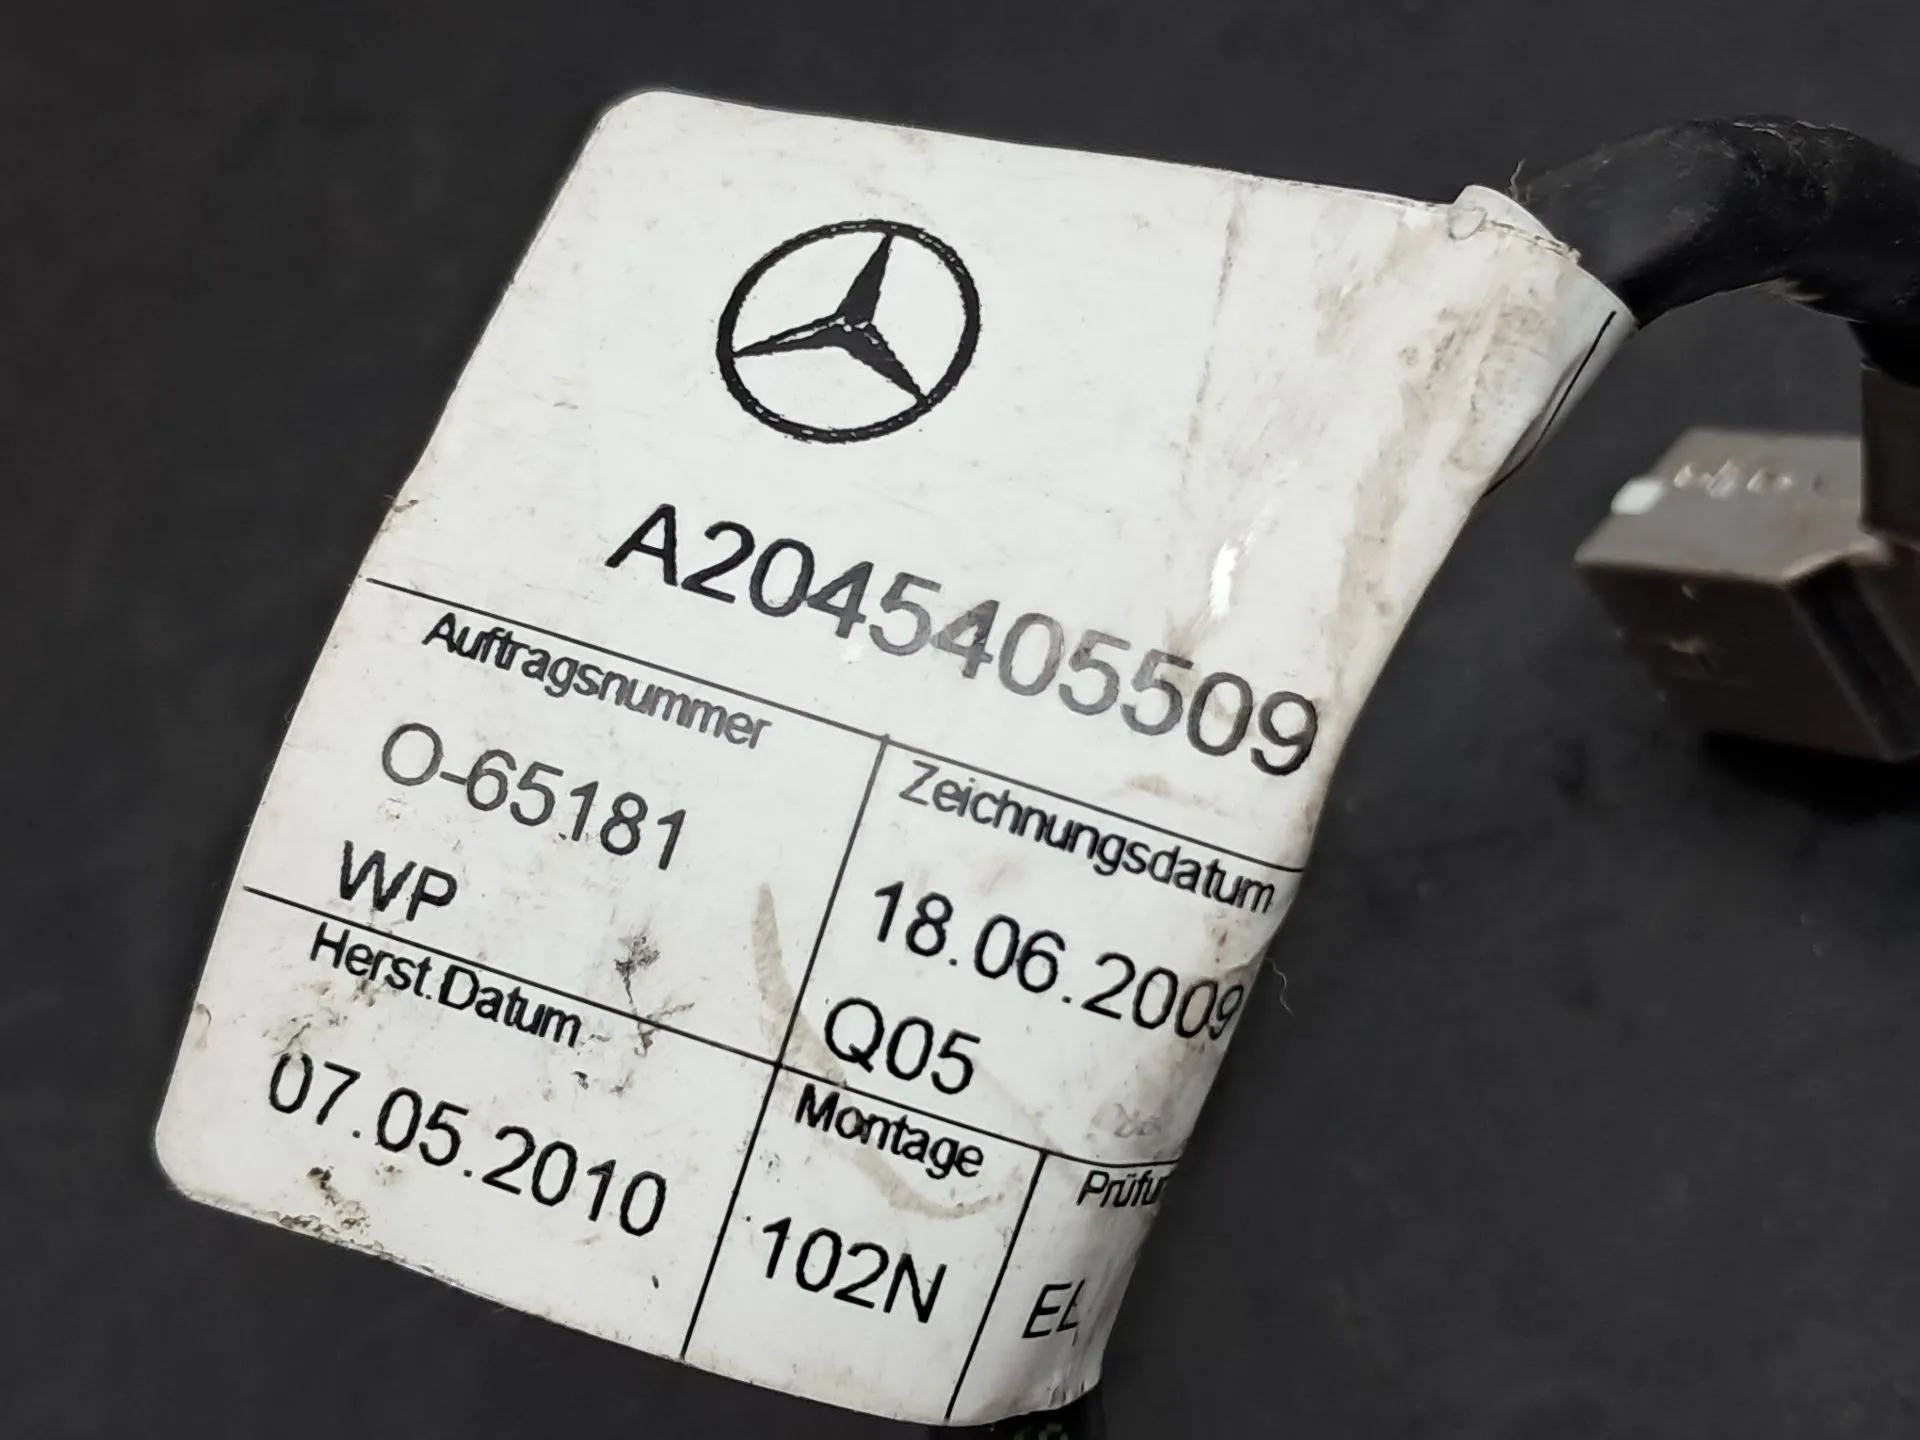 A2045405509
Auftragsnummer
O-65181
WP
Zeichnungsdatum
18.06.2009
Q05
Herst.Datum
07.05.2010
Montage
102N